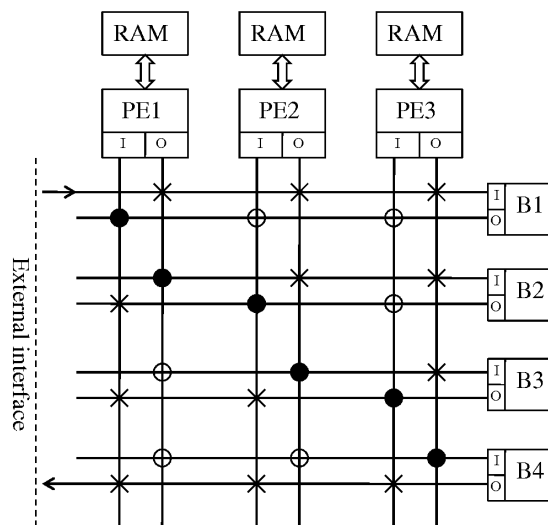 RAM RAM RAM
PE1 PE2 PE3
I O I O I O
I
O
B1
I
O
B2
I
O
B3
I
O
B4
External interface